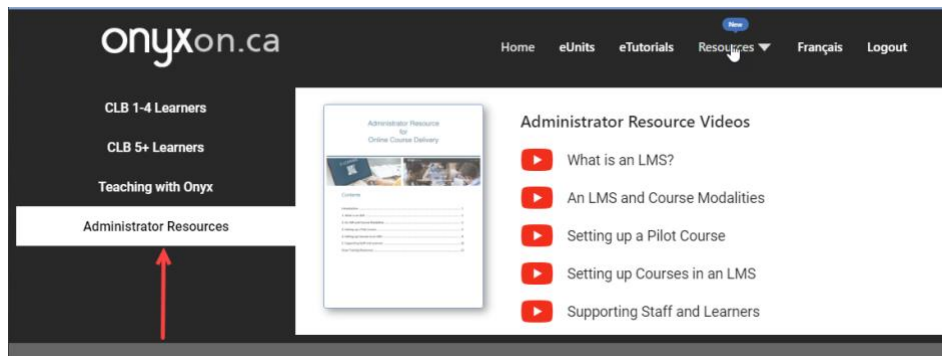 onyxon.ca
New
Home eUnits eTutorials Resources Français Logout
CLB 1-4 Learners
CLB 5+ Learners
Teaching with Onyx
Administrator Resources
Administrator Resource
for
Online Course Delivery
Contents
Administrator Resource Videos
What is an LMS?
An LMS and Course Modalities
Setting up a Pilot Course
Setting up Courses in an LMS
Supporting Staff and Learners